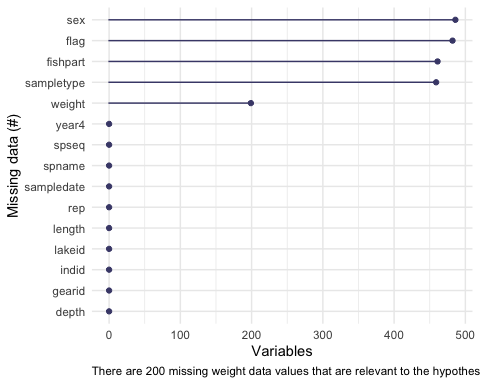 Missing data (#)
sex
flag
fishpart
sampletype
weight
year4
spseq
spname
sampledate
rep
length
lakeid
indid
gearid
depth
0 100 200 300 400 500
Variables
There are 200 missing weight data values that are relevant to the hypothes